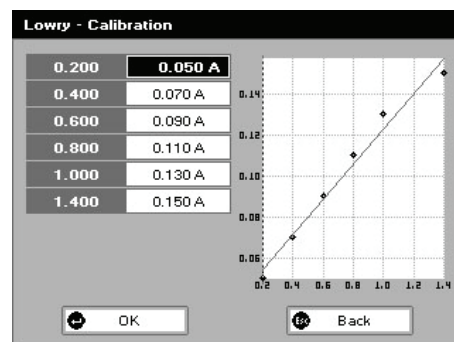 Lowry - Calibration
0.200 0.050 A
0.400 0.070 A
0.600 0.090 A
0.800 0.110 A
1.000 0.130 A
1.400 0.150 A
0.14
0.12
0.10
0.08
0.06
0.2 0.4 0.6 0.8 1.0 1.2 1.4
OK
Esc Back